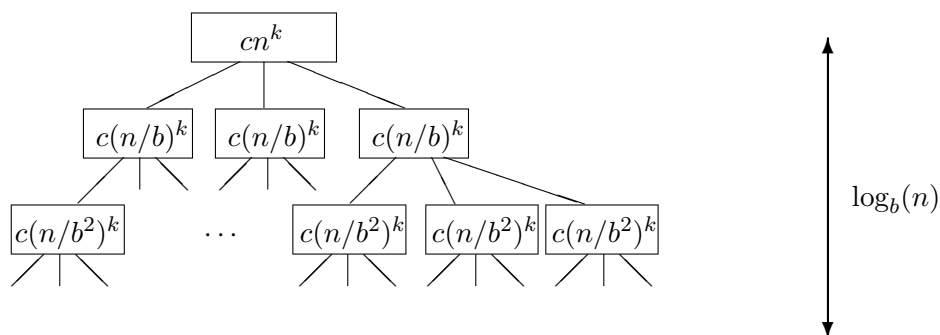 cn^k
c(n/b)^k c(n/b)^k c(n/b)^k
log_b(n)
c(n/b^2)^k ... c(n/b^2)^k c(n/b^2)^k c(n/b^2)^k